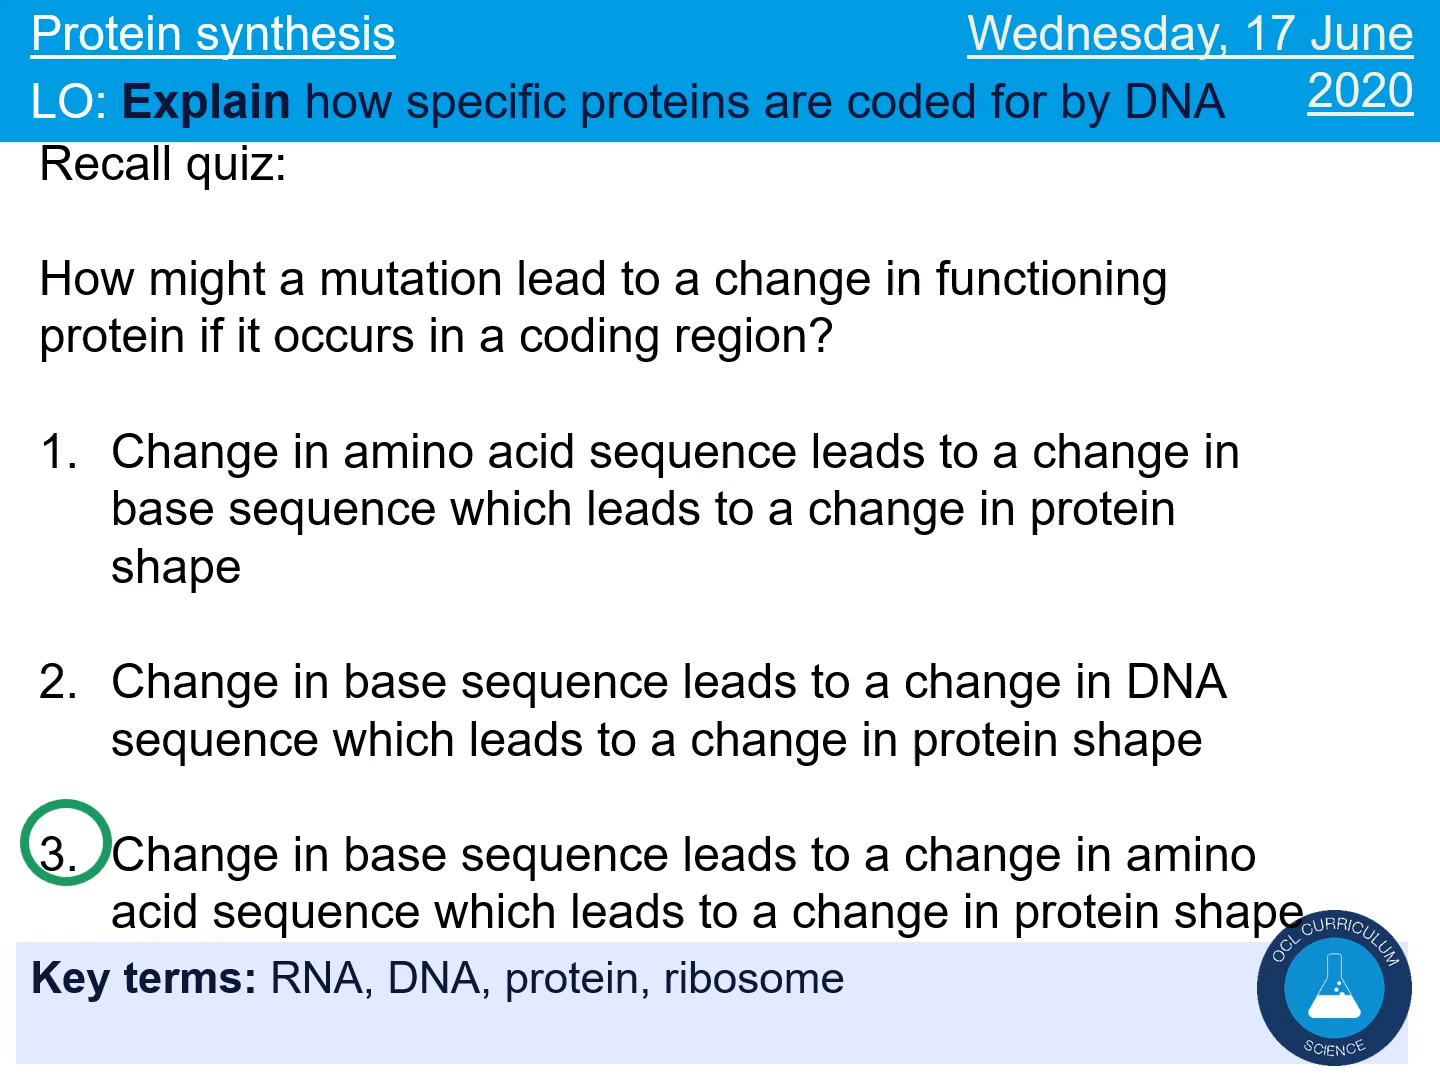 Protein synthesis
Wednesday, 17 June
2020
LO: Explain how specific proteins are coded for by DNA
Recall quiz:
How might a mutation lead to a change in functioning
protein if it occurs in a coding region?
1. Change in amino acid sequence leads to a change in
base sequence which leads to a change in protein
shape
2. Change in base sequence leads to a change in DNA
sequence which leads to a change in protein shape
3. Change in base sequence leads to a change in amino
acid sequence which leads to a change in protein shape
Key terms: RNA, DNA, protein, ribosome
OCL CURRICULUM
SCIENCE